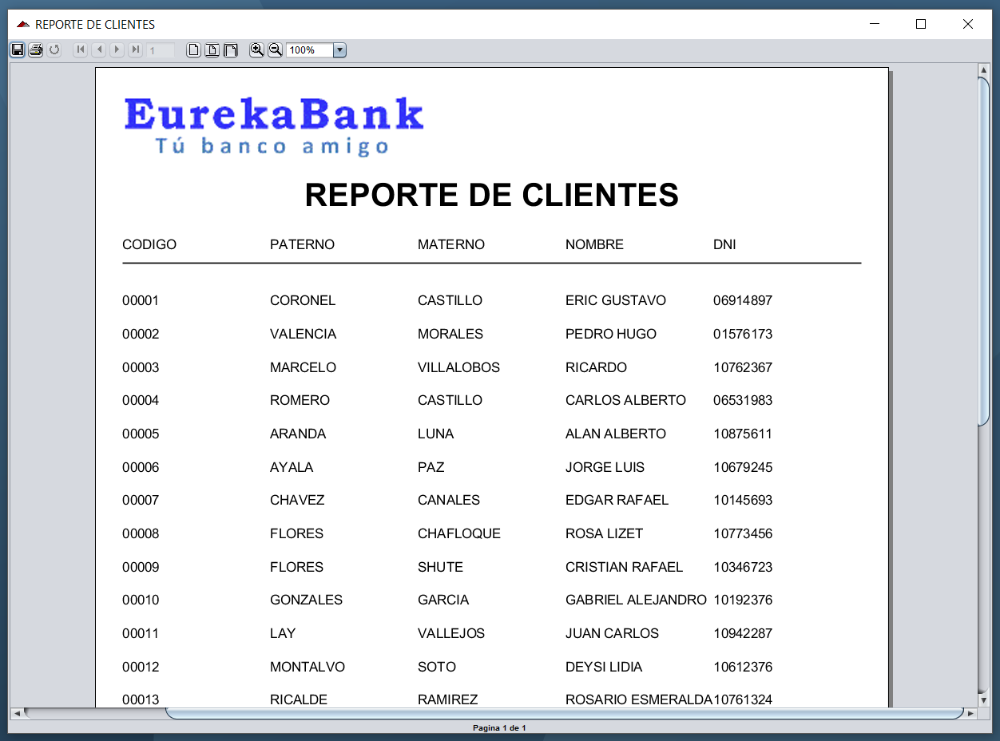 REPORTE DE CLIENTES
1
100%
EurekaBank
Tú banco amigo
REPORTE DE CLIENTES
CODIGO PATERNO MATERNO NOMBRE DNI
00001 CORONEL CASTILLO ERIC GUSTAVO 06914897
00002 VALENCIA MORALES PEDRO HUGO 01576173
00003 MARCELO VILLALOBOS RICARDO 10762367
00004 ROMERO CASTILLO CARLOS ALBERTO 06531983
00005 ARANDA LUNA ALAN ALBERTO 10875611
00006 AYALA PAZ JORGE LUIS 10679245
00007 CHAVEZ CANALES EDGAR RAFAEL 10145693
00008 FLORES CHAFLOQUE ROSA LIZET 10773456
00009 FLORES SHUTE CRISTIAN RAFAEL 10346723
00010 GONZALES GARCIA GABRIEL ALEJANDRO 10192376
00011 LAY VALLEJOS JUAN CARLOS 10942287
00012 MONTALVO SOTO DEYSI LIDIA 10612376
00013 RICALDE RAMIREZ ROSARIO ESMERALDA 10761324
Pagina 1 de 1